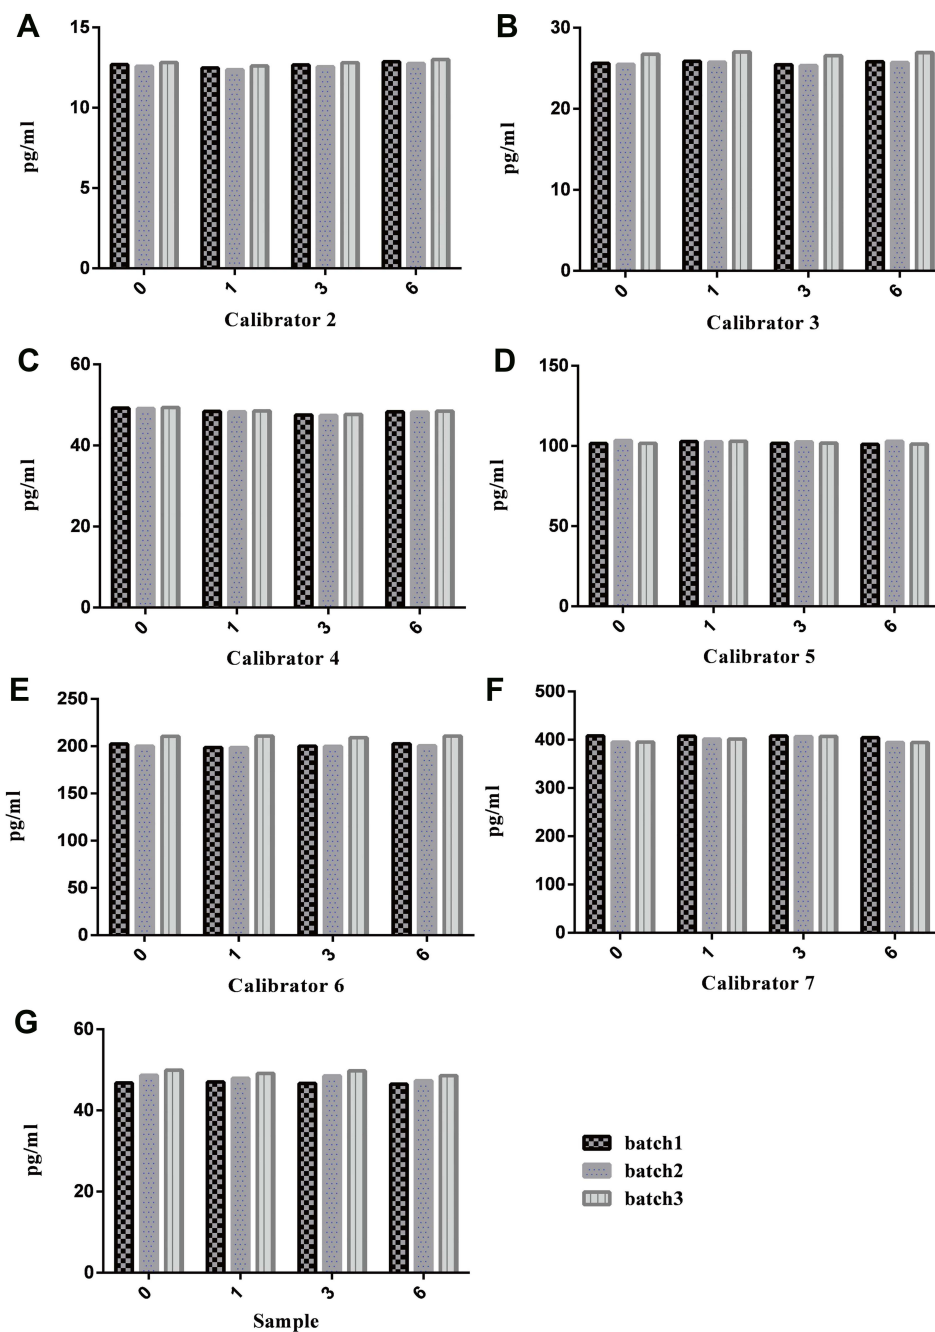 A
15
10
5
0
pg/ml
0 1 3 6
Calibrator 2
B
30
20
10
0
pg/ml
0 1 3 6
Calibrator 3
C
60
40
20
0
pg/ml
0 1 3 6
Calibrator 4
D
150
100
50
0
pg/ml
0 1 3 6
Calibrator 5
E
250
200
150
100
50
0
pg/ml
0 1 3 6
Calibrator 6
F
500
400
300
200
100
0
pg/ml
0 1 3 6
Calibrator 7
G
60
40
20
0
pg/ml
0 1 3 6
Sample
batch1
batch2
batch3